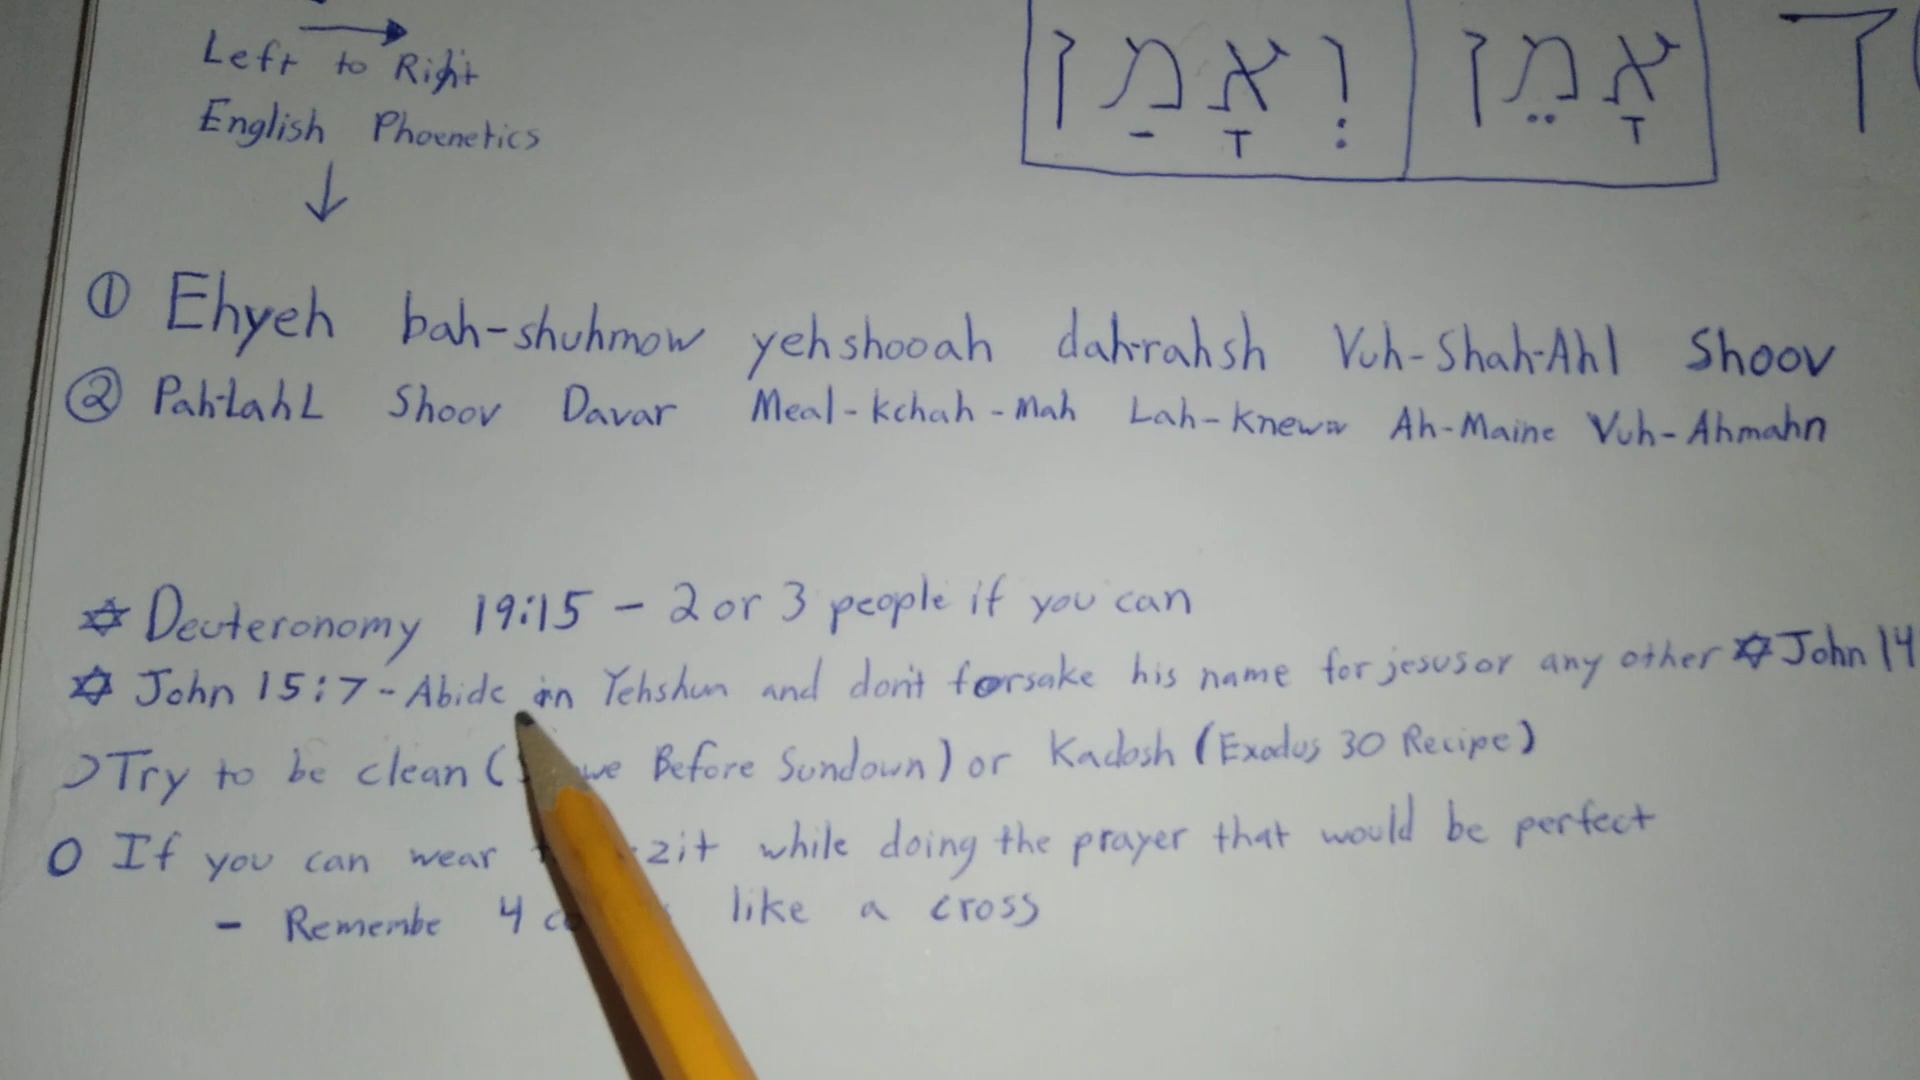 Left to Right
English Phoenetics
אָמֵן וְאָמַן
① Ehyeh bah-shuhmow yehshooah dah-rahsh Vuh-Shah-Ahl Shoov
② Pah-LahL Shoov Davar Meal-kchah-mah Lah-knew Ah-Maine Vuh-Ahmahn
✡ Deuteronomy 19:15 - 2 or 3 people if you can
✡ John 15:7 - Abide in and don't forsake his name for jesus or any other ✡ John 14
Try to be clean ( Before Sundown) or Kadosh (Exodus 30 Recipe)
O If you can wear while doing the prayer that would be perfect
- Remembe 4 like a cross